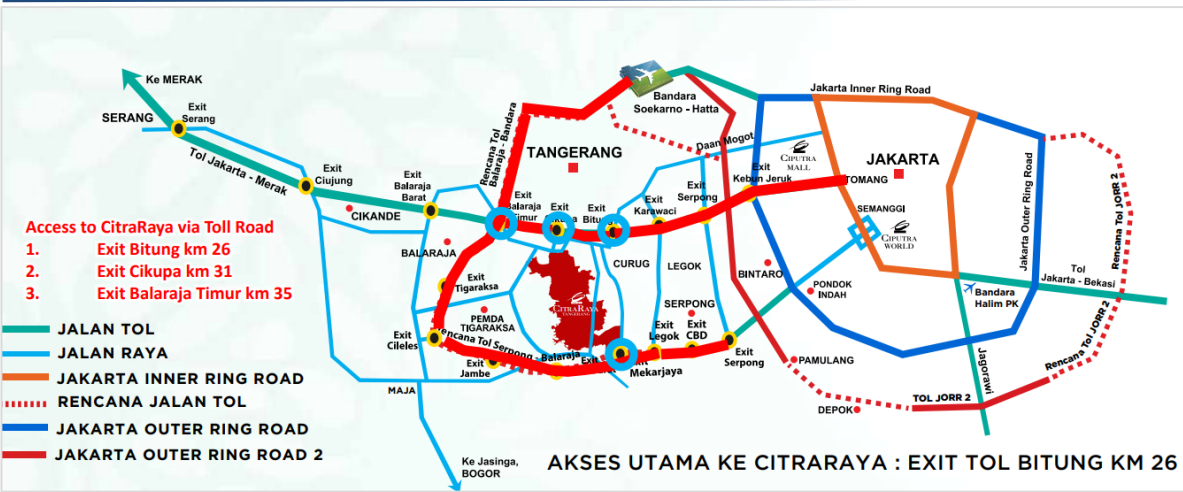 Ke MERAK
SERANG
Exit
Serang
Tol Jakarta - Merak
Exit
Ciujung
CIKANDE
Exit
Balaraja
Barat
Rencana Tol
Balaraja - Bandara
Bandara
Soekarno - Hatta
TANGERANG
Daan Mogot
Jakarta Inner Ring Road
CIPUTRA
MALL
JAKARTA
TOMANG
Exit
Kebun Jeruk
Exit
Serpong
Exit
Karawaci
Exit
Bitung
Exit
Exit
Balaraja
Timur
SEMANGGI
CIPUTRA
WORLD
Jakarta Outer Ring Road
Rencana Tol JORR 2
Tol
Jakarta - Bekasi
Bandara
Halim PK
Jagorawi
Rencana Tol JORR 2
TOL JORR 2
DEPOK
PAMULANG
PONDOK
INDAH
BINTARO
BALARAJA
Exit
Tigaraksa
PEMDA
TIGARAKSA
CITRARAYA
TANGERANG
CURUG
LEGOK
SERPONG
Exit
Legok
Exit
CBD
Exit
Serpong
Exit
Cileles
Rencana Tol Serpong - Balaraja
Exit
Jambe
Exit
Mekarjaya
MAJA
Ke Jasinga,
BOGOR
Access to CitraRaya via Toll Road
1. Exit Bitung km 26
2. Exit Cikupa km 31
3. Exit Balaraja Timur km 35
JALAN TOL
JALAN RAYA
JAKARTA INNER RING ROAD
RENCANA JALAN TOL
JAKARTA OUTER RING ROAD
JAKARTA OUTER RING ROAD 2
AKSES UTAMA KE CITRARAYA : EXIT TOL BITUNG KM 26